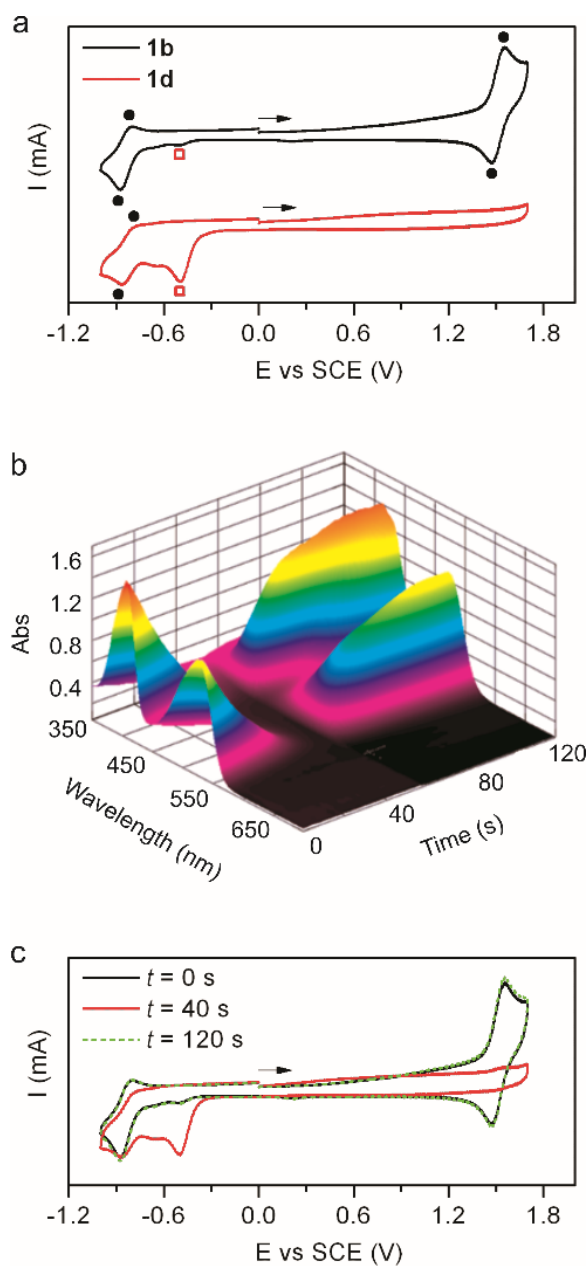 a
1b
1d
I (mA)
-1.2 -0.6 0.0 0.6 1.2 1.8
E vs SCE (V)
b
Abs
1.6
1.2
0.8
0.4
350
450
550
650
Wavelength (nm)
0
40
80
120
Time (s)
c
t = 0 s
t = 40 s
t = 120 s
I (mA)
-1.2 -0.6 0.0 0.6 1.2 1.8
E vs SCE (V)